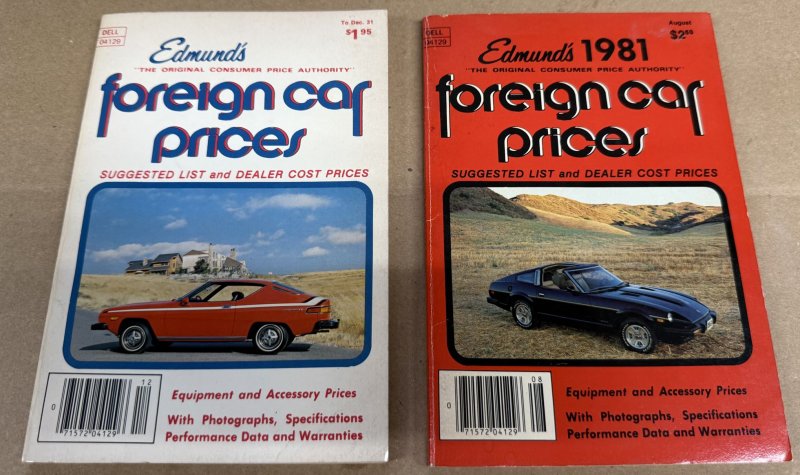 DELL
04129
To Dec. 31
$1.95
Edmund's
"THE ORIGINAL CONSUMER PRICE AUTHORITY"
foreign car
prices
SUGGESTED LIST and DEALER COST PRICES
12
0
71572 04129
Equipment and Accessory Prices
With Photographs, Specifications
Performance Data and Warranties
DELL
04129
August
Edmund's 1981
"THE ORIGINAL CONSUMER PRICE AUTHORITY"
foreign car
prices
SUGGESTED LIST and DEALER COST PRICES
08
0
71572 04129
Equipment and Accessory Prices
With Photographs, Specifications
Performance Data and Warranties